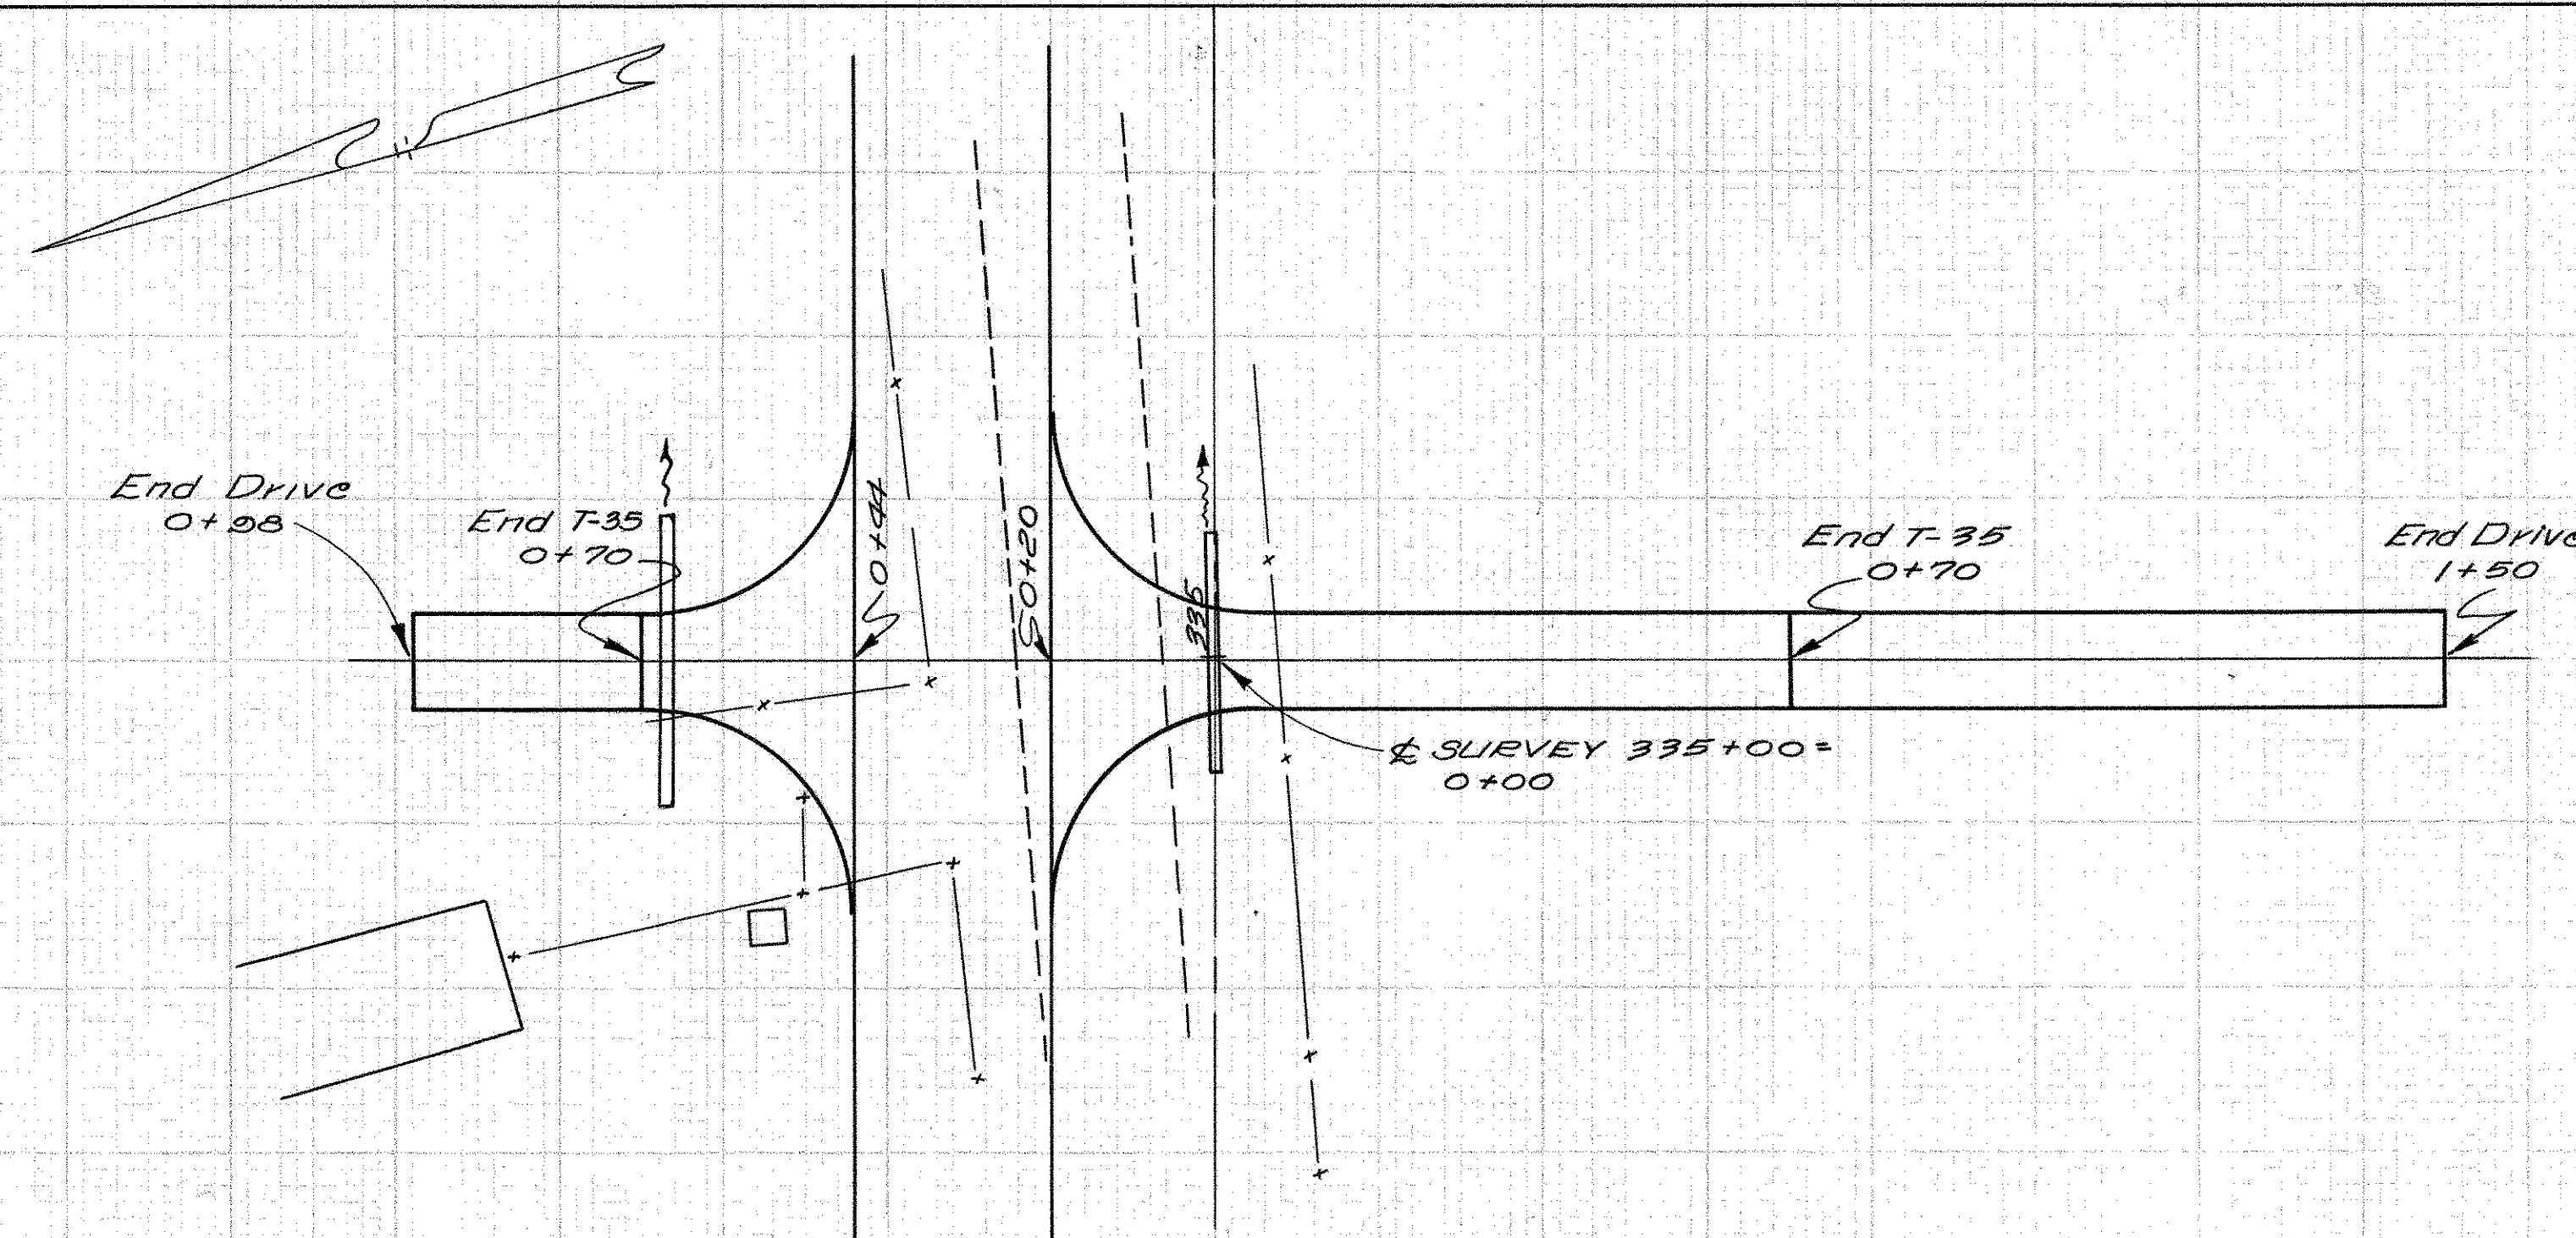 End Drive
0+98
End T-35
0+70
0+44
0+20
335
End T-35
0+70
End Drive
1+50
℄ SURVEY 335+00=
0+00